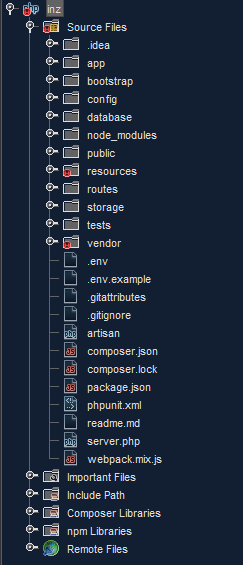 php inz
Source Files
.idea
app
bootstrap
config
database
node_modules
public
resources
routes
storage
tests
vendor
.env
.env.example
.gitattributes
.gitignore
artisan
composer.json
composer.lock
package.json
phpunit.xml
readme.md
server.php
webpack.mix.js
Important Files
Include Path
Composer Libraries
npm Libraries
Remote Files